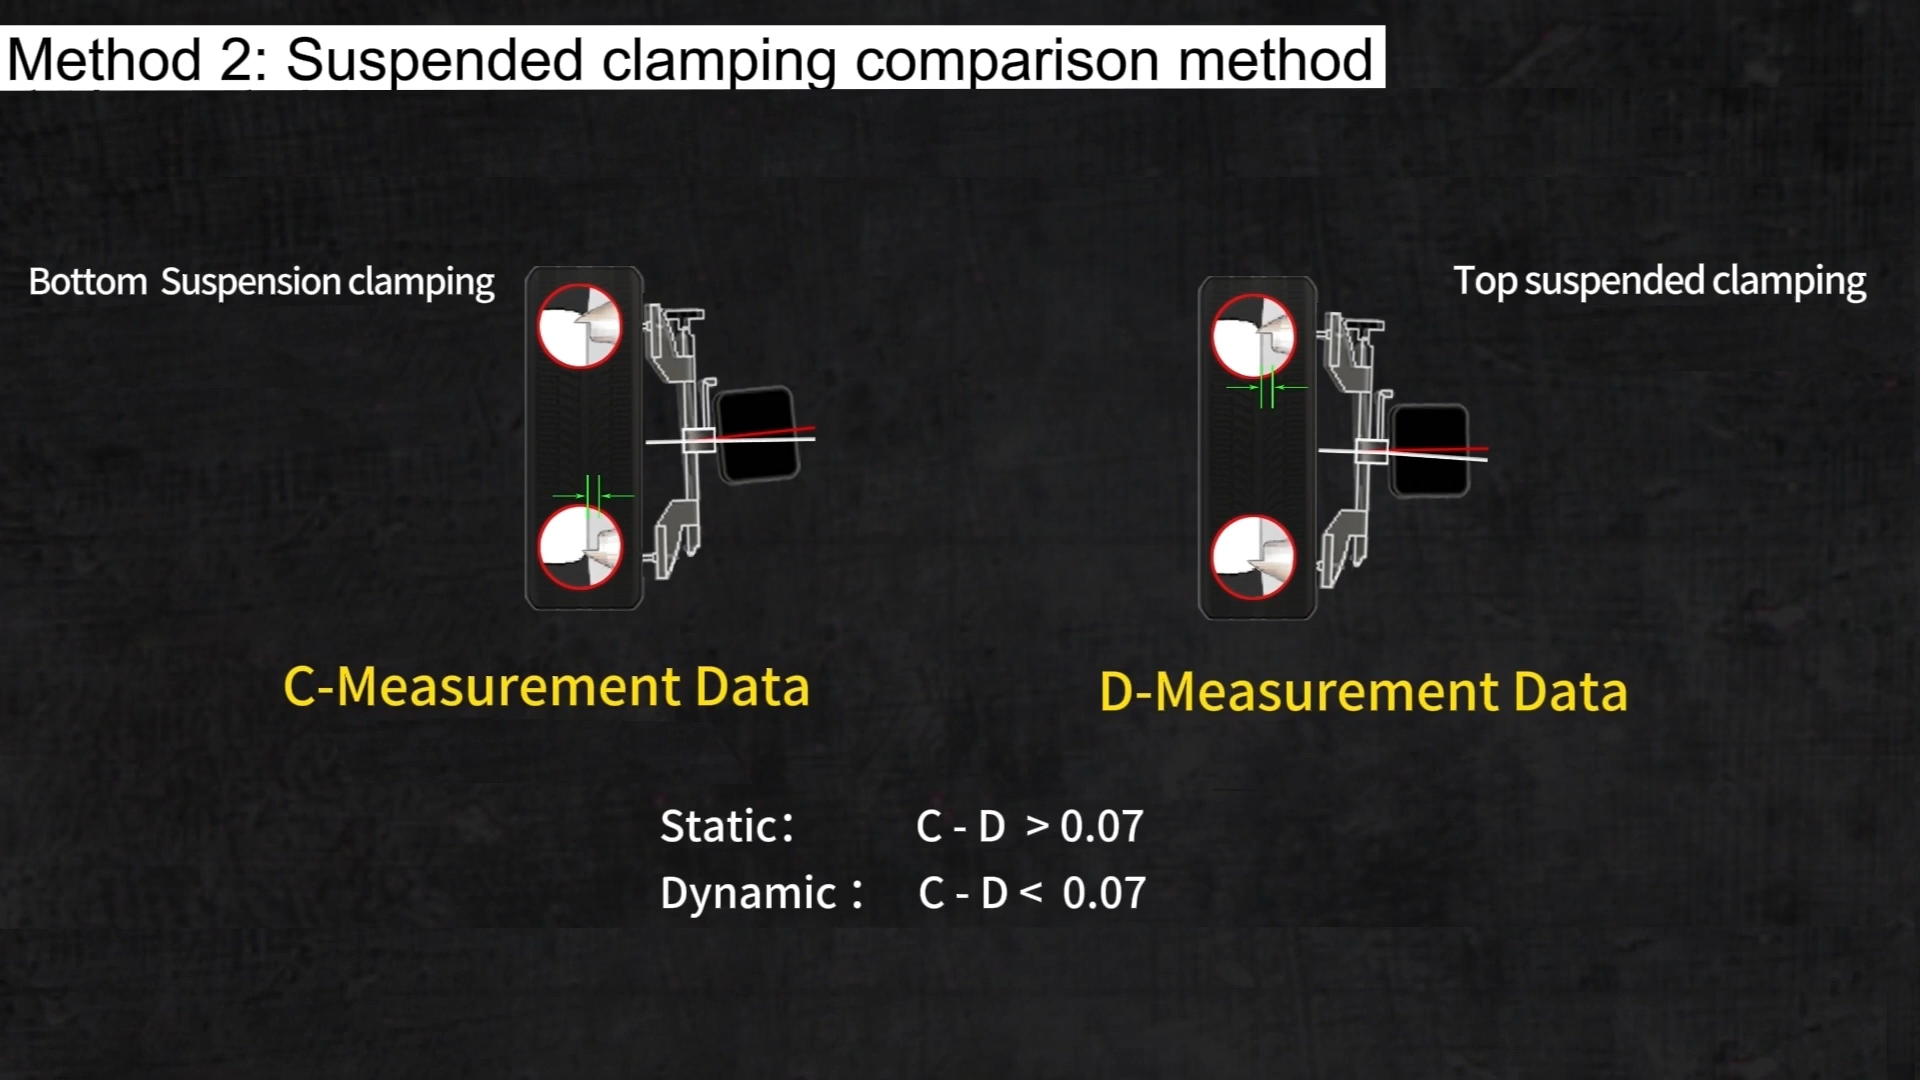 Method 2: Suspended clamping comparison method
Bottom Suspension clamping
Top suspended clamping
C-Measurement Data
D-Measurement Data
Static: C - D > 0.07
Dynamic : C - D < 0.07